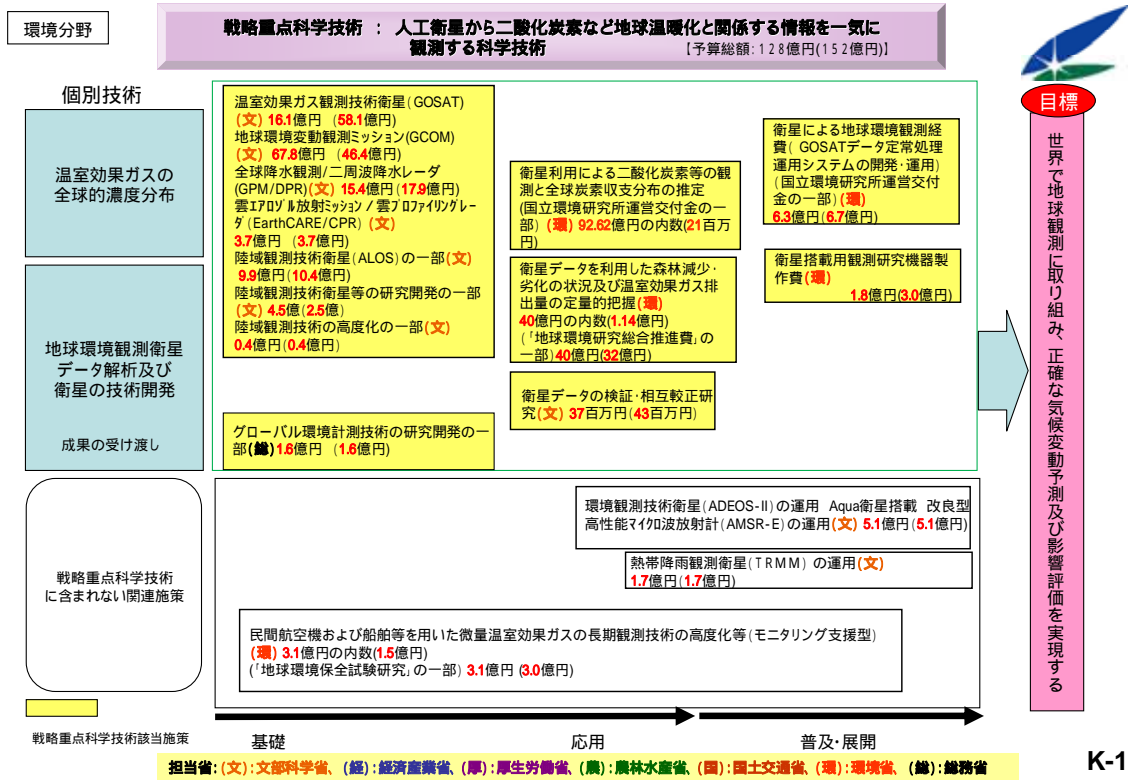 環境分野
戦略重点科学技術 : 人工衛星から二酸化炭素など地球温暖化と関係する情報を一気に
観測する科学技術
【予算総額:128億円(152億円)】
個別技術
温室効果ガスの
全球的濃度分布
地球環境観測衛星
データ解析及び
衛星の技術開発
成果の受け渡し
温室効果ガス観測技術衛星(GOSAT)
(文) 16.1億円 (58.1億円)
地球環境変動観測ミッション(GCOM)
(文) 67.8億円 (46.4億円)
全球降水観測/二周波降水レーダ
(GPM/DPR)(文) 15.4億円(17.9億円)
雲エアロゾル放射ミッション/雲プロファイリングレー
ダ(EarthCARE/CPR) (文)
3.7億円 (3.7億円)
陸域観測技術衛星(ALOS)の一部(文)
9.9億円(10.4億円)
陸域観測技術衛星等の研究開発の一部
(文) 4.5億(2.5億)
陸域観測技術の高度化の一部(文)
0.4億円(0.4億円)
グローバル環境計測技術の研究開発の一
部(総)1.6億円 (1.6億円)
衛星利用による二酸化炭素等の観
測と全球炭素収支分布の推定
(国立環境研究所運営交付金の一
部) (環) 92.62億円の内数(21百万
円)
衛星データを利用した森林減少・
劣化の状況及び温室効果ガス排
出量の定量的把握(環)
40億円の内数(1.14億円)
(「地球環境研究総合推進費」の
一部)40億円(32億円)
衛星データの検証・相互較正研
究(文) 37百万円(43百万円)
衛星による地球環境観測経
費( GOSATデータ定常処理
運用システムの開発・運用)
(国立環境研究所運営交付
金の一部) (環)
6.3億円(6.7億円)
衛星搭載用観測研究機器製
作費(環)
1.8億円(3.0億円)
目標
世界で地球観測に取り組み、正確な気候変動予測及び影響評価を実現する
戦略重点科学技術
に含まれない関連施策
環境観測技術衛星(ADEOS-II)の運用 Aqua衛星搭載 改良型
高性能マイクロ波放射計(AMSR-E)の運用(文) 5.1億円(5.1億円)
熱帯降雨観測衛星(TRMM) の運用(文)
1.7億円(1.7億円)
民間航空機および船舶等を用いた微量温室効果ガスの長期観測技術の高度化等(モニタリング支援型)
(環) 3.1億円の内数(1.5億円)
(「地球環境保全試験研究」の一部) 3.1億円 (3.0億円)
戦略重点科学技術該当施策
基礎
応用
普及・展開
担当省:(文):文部科学省、(経):経済産業省、(厚):厚生労働省、(農):農林水産省、(国):国土交通省、(環):環境省、(総):総務省
K-1